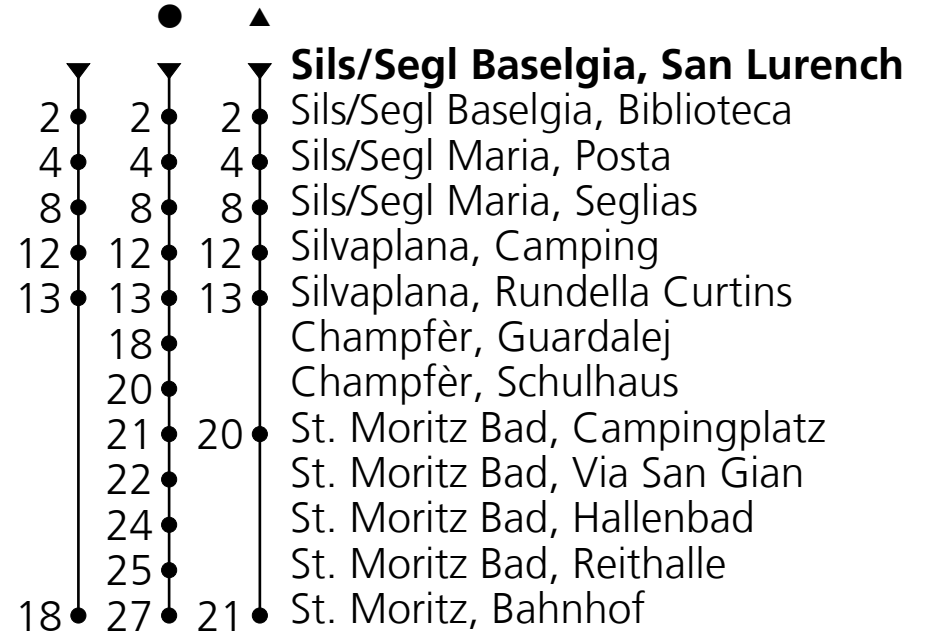 Sils/Segl Baselgia, San Lurench
2 2 2 Sils/Segl Baselgia, Biblioteca
4 4 4 Sils/Segl Maria, Posta
8 8 8 Sils/Segl Maria, Seglias
12 12 12 Silvaplana, Camping
13 13 13 Silvaplana, Rundella Curtins
18 Champfèr, Guardalej
20 Champfèr, Schulhaus
21 20 St. Moritz Bad, Campingplatz
22 St. Moritz Bad, Via San Gian
24 St. Moritz Bad, Hallenbad
25 St. Moritz Bad, Reithalle
18 27 21 St. Moritz, Bahnhof